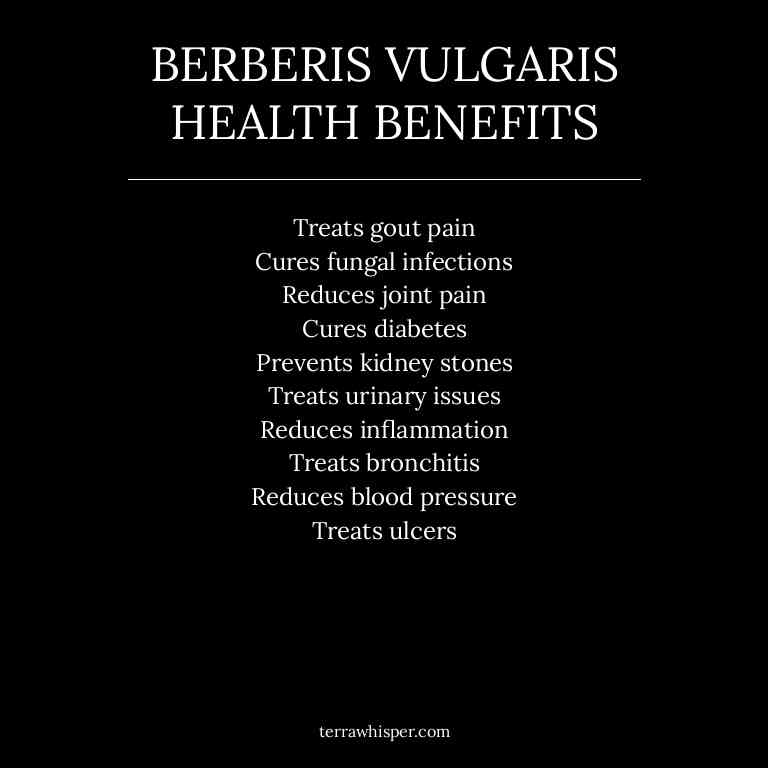 BERBERIS VULGARIS
HEALTH BENEFITS
Treats gout pain
Cures fungal infections
Reduces joint pain
Cures diabetes
Prevents kidney stones
Treats urinary issues
Reduces inflammation
Treats bronchitis
Reduces blood pressure
Treats ulcers
terrawhisper.com